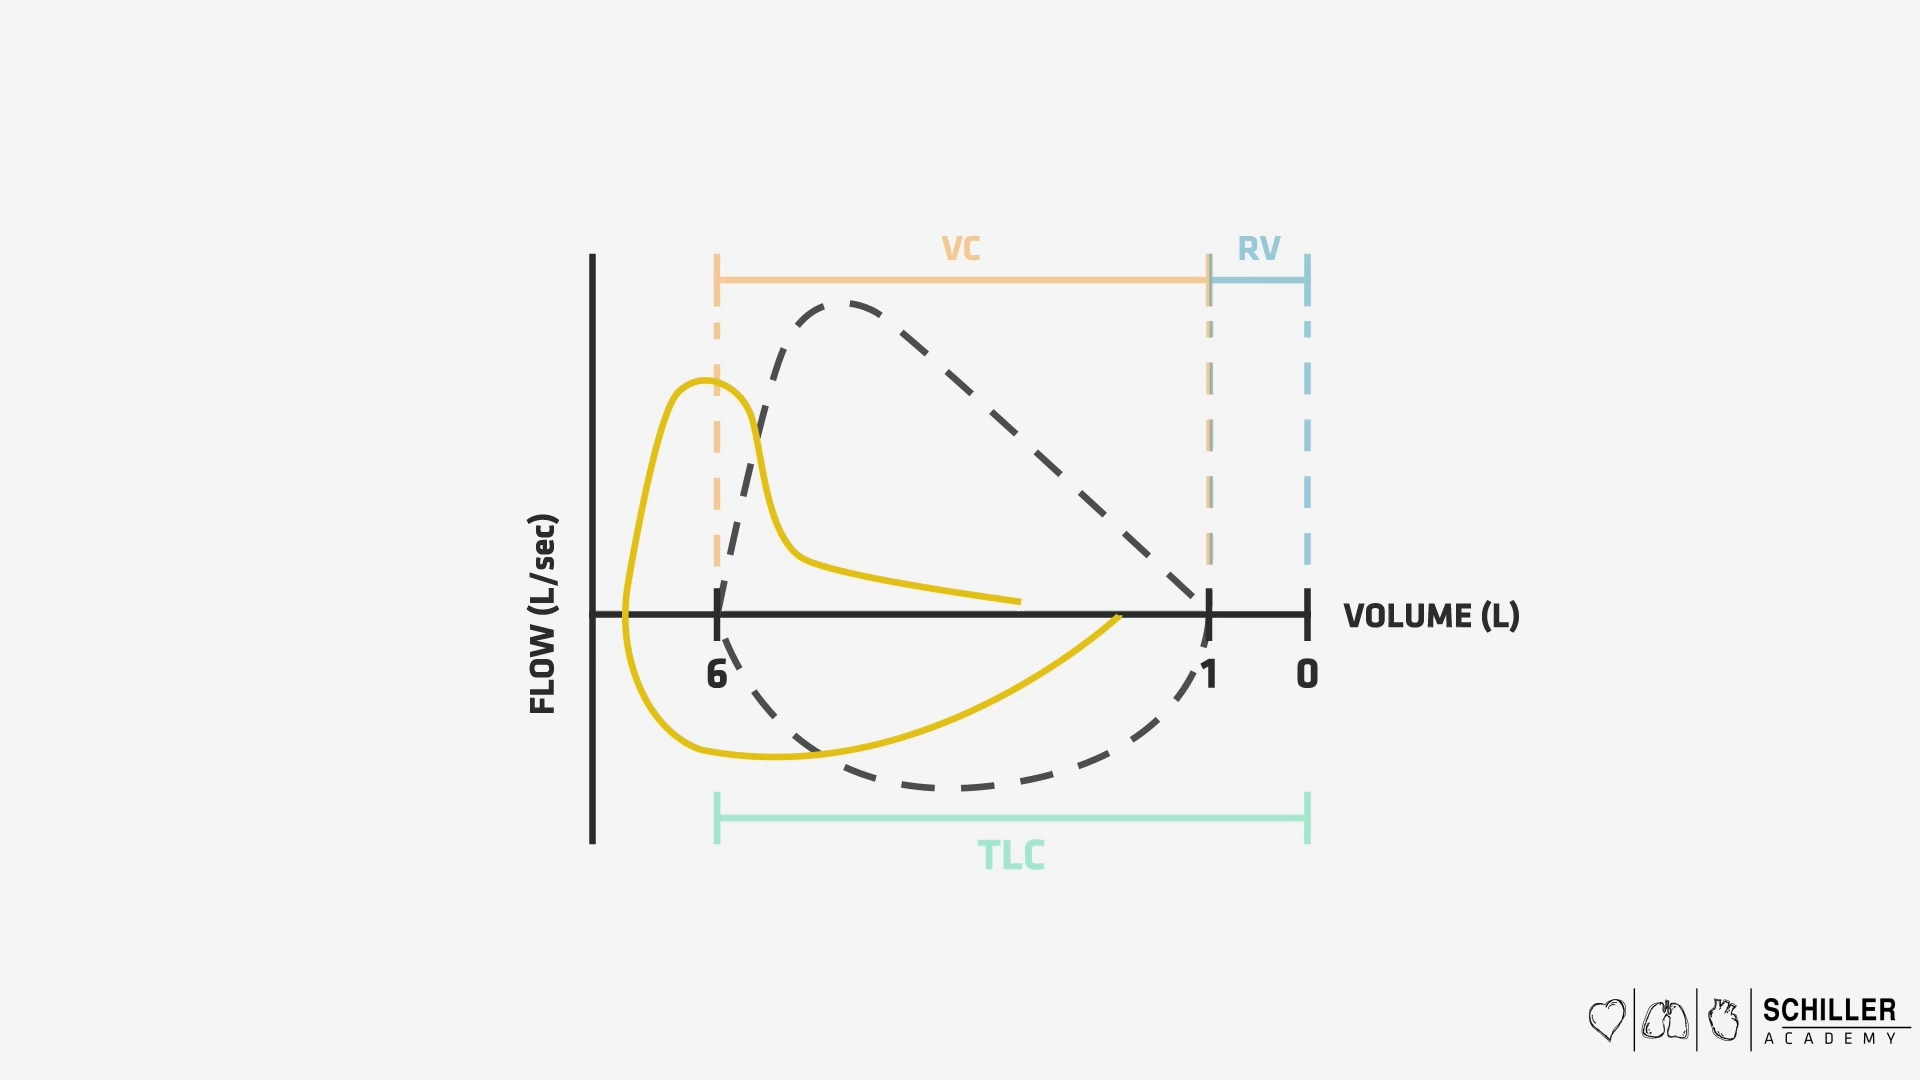 VC
RV
FLOW (L/sec)
VOLUME (L)
6
1
0
TLC
SCHILLER
ACADEMY